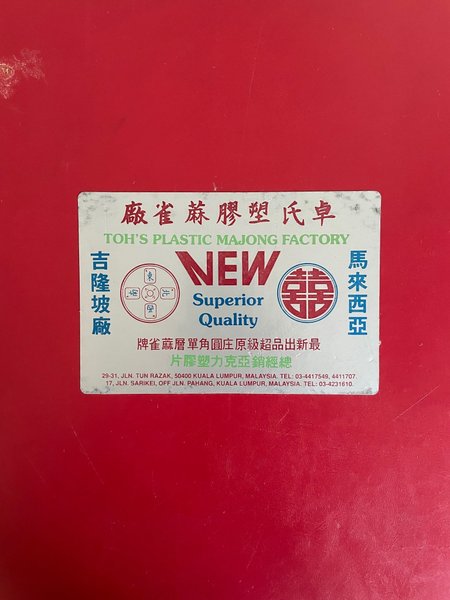 卓氏塑膠蔴雀廠
TOH'S PLASTIC MAJONG FACTORY
馬來西亞
吉隆坡廠
NEW
Superior
Quality
囍
最新出品超級原庄圓角單層蔴雀牌
總經銷亞克力塑膠片
29-31, JLN. TUN RAZAK, 50400 KUALA LUMPUR, MALAYSIA. TEL: 03-4417549, 4411707.
17, JLN. SARIKEI, OFF JLN. PAHANG, KUALA LUMPUR, MALAYSIA. TEL: 03-4231610.